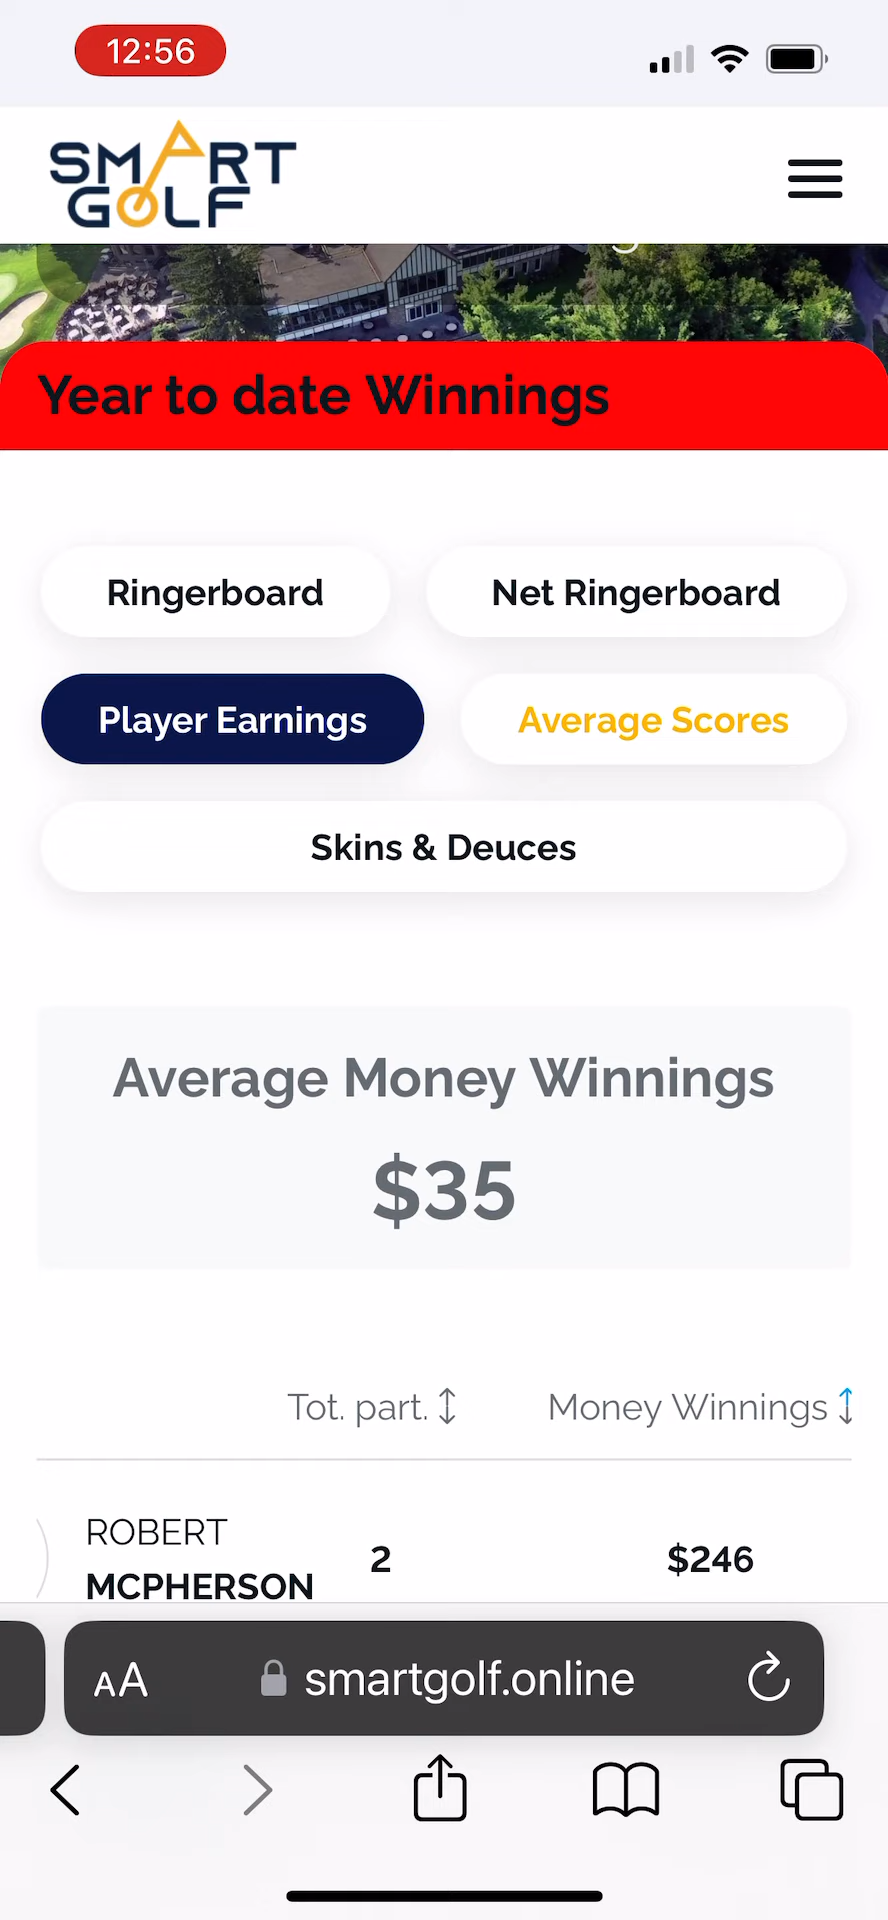 12:56
SMART
GOLF
Year to date Winnings
Ringerboard
Net Ringerboard
Player Earnings
Average Scores
Skins & Deuces
Average Money Winnings
$35
Tot. part.
Money Winnings
ROBERT
MCPHERSON
2
$246
AA
smartgolf.online